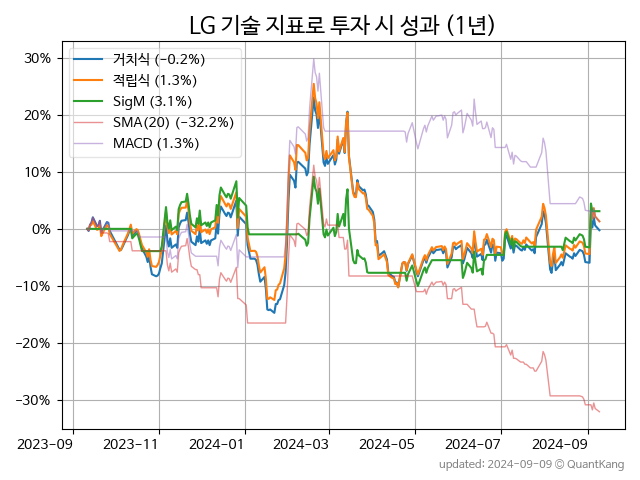 LG 기술 지표로 투자 시 성과 (1년)
30%
20%
10%
0%
−10%
−20%
−30%
거치식 (−0.2%)
적립식 (1.3%)
SigM (3.1%)
SMA(20) (−32.2%)
MACD (1.3%)
2023-09 2023-11 2024-01 2024-03 2024-05 2024-07 2024-09
updated: 2024-09-09 © QuantKang